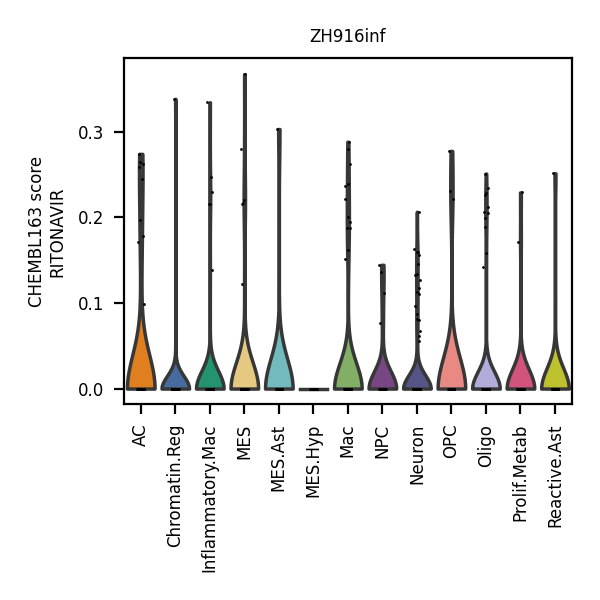 ZH916inf
CHEMBL163 score
RITONAVIR
0.3
0.2
0.1
0.0
AC
Chromatin.Reg
Inflammatory.Mac
MES
MES.Ast
MES.Hyp
Mac
NPC
Neuron
OPC
Oligo
Prolif.Metab
Reactive.Ast